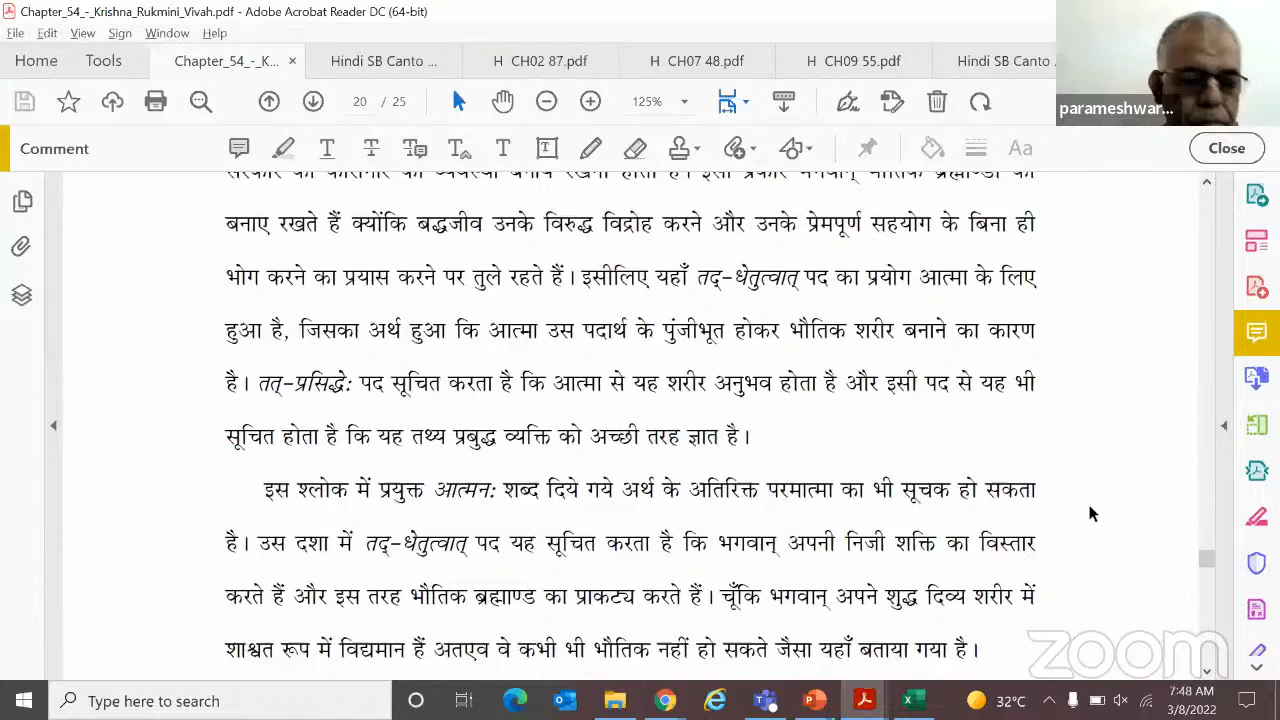 Chapter_54_-_Krishna_Rukmini_Vivah.pdf - Adobe Acrobat Reader DC (64-bit)
File Edit View Sign Window Help
Home Tools Chapter_54_-_K... × Hindi SB Canto ... H CH02 87.pdf H CH07 48.pdf H CH09 55.pdf Hindi SB Canto
20 / 25 125%
parameshwar...
Comment Close
बनाए रखते हैं क्योंकि बद्धजीव उनके विरुद्ध विद्रोह करने और उनके प्रेमपूर्ण सहयोग के बिना ही
भोग करने का प्रयास करने पर तुले रहते हैं। इसीलिए यहाँ तद्-धेतुत्वात् पद का प्रयोग आत्मा के लिए
हुआ है, जिसका अर्थ हुआ कि आत्मा उस पदार्थ के पुंजीभूत होकर भौतिक शरीर बनाने का कारण
है। तत्-प्रसिद्धे: पद सूचित करता है कि आत्मा से यह शरीर अनुभव होता है और इसी पद से यह भी
सूचित होता है कि यह तथ्य प्रबुद्ध व्यक्ति को अच्छी तरह ज्ञात है।
इस श्लोक में प्रयुक्त आत्मन: शब्द दिये गये अर्थ के अतिरिक्त परमात्मा का भी सूचक हो सकता
है। उस दशा में तद्-धेतुत्वात् पद यह सूचित करता है कि भगवान् अपनी निजी शक्ति का विस्तार
करते हैं और इस तरह भौतिक ब्रह्माण्ड का प्राकट्य करते हैं। चूँकि भगवान् अपने शुद्ध दिव्य शरीर में
शाश्वत रूप में विद्यमान हैं अतएव वे कभी भी भौतिक नहीं हो सकते जैसा यहाँ बताया गया है।
zoom
Type here to search 32°C 7:48 AM
3/8/2022